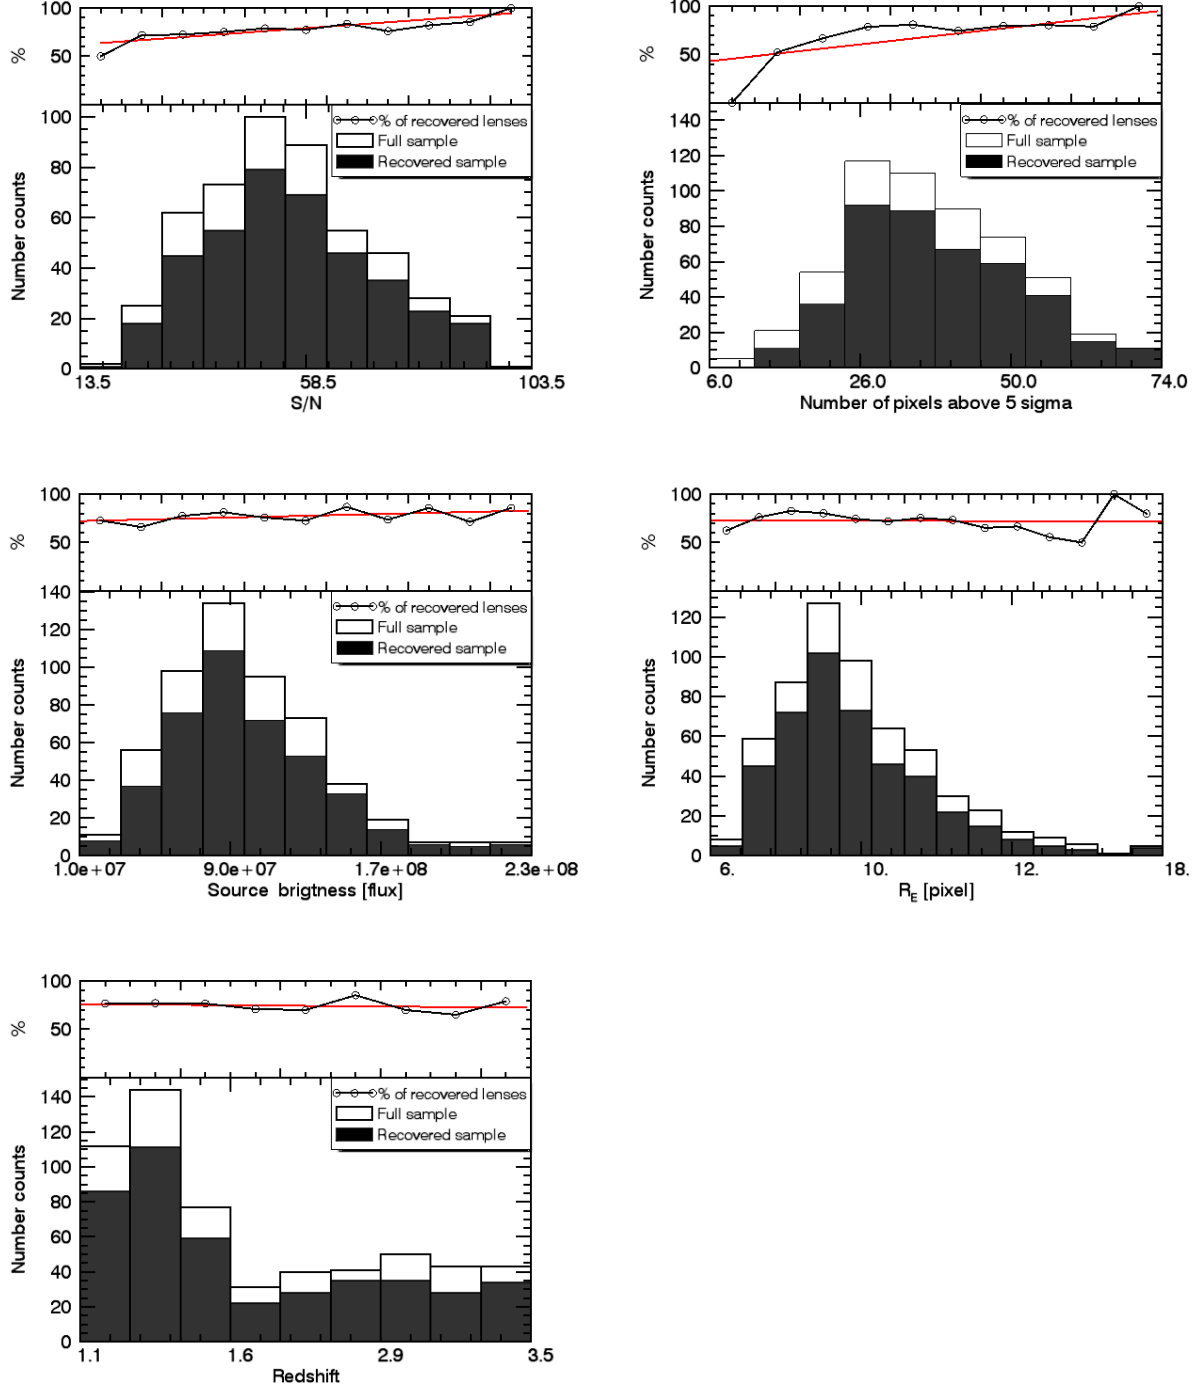 100
50
%
100
80
60
40
20
0
Number counts
% of recovered lenses
Full sample
Recovered sample
13.5 58.5 103.5
S/N
100
50
%
140
120
100
80
60
40
20
0
Number counts
% of recovered lenses
Full sample
Recovered sample
6.0 26.0 50.0 74.0
Number of pixels above 5 sigma
100
50
%
140
120
100
80
60
40
20
0
Number counts
% of recovered lenses
Full sample
Recovered sample
1.0e+07 9.0e+07 1.7e+08 2.3e+08
Source brigtness [flux]
100
50
%
120
100
80
60
40
20
0
Number counts
% of recovered lenses
Full sample
Recovered sample
6. 10. 12. 18.
R_E [pixel]
100
50
%
140
120
100
80
60
40
20
0
Number counts
% of recovered lenses
Full sample
Recovered sample
1.1 1.6 2.9 3.5
Redshift